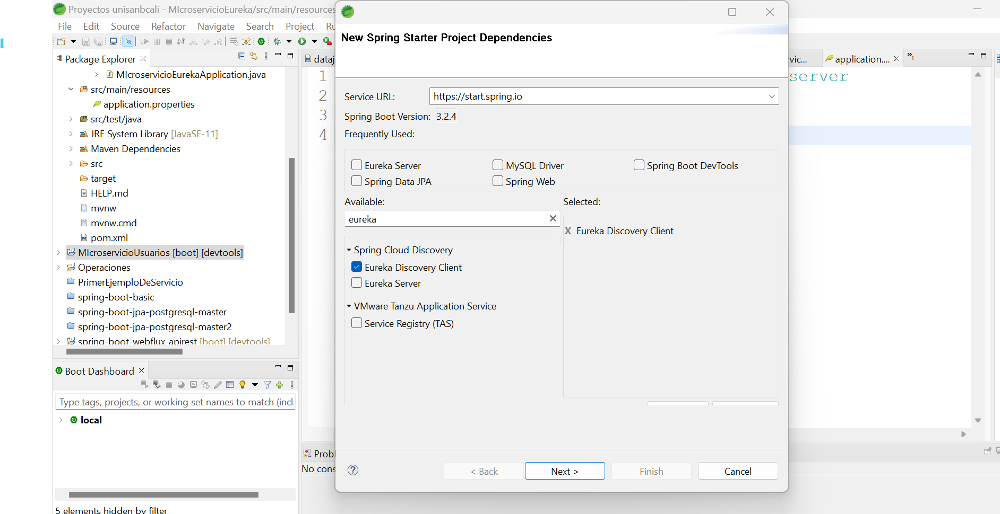 Proyectos unisanbcali - MIcroservicioEureka/src/main/resources
File Edit Source Refactor Navigate Search Project Ru
Package Explorer
MIcroservicioEurekaApplication.java
src/main/resources
application.properties
src/test/java
JRE System Library [JavaSE-11]
Maven Dependencies
src
target
HELP.md
mvnw
mvnw.cmd
pom.xml
MIcroservicioUsuarios [boot] [devtools]
Operaciones
PrimerEjemploDeServicio
spring-boot-basic
spring-boot-jpa-postgresql-master
spring-boot-jpa-postgresql-master2
spring-boot-webflux-apirest [boot] [devtools]
Boot Dashboard
Type tags, projects, or working set names to match (incl.
local
5 elements hidden by filter
dataj
1
2
3
4
New Spring Starter Project Dependencies
Service URL: https://start.spring.io
Spring Boot Version: 3.2.4
Frequently Used:
Eureka Server MySQL Driver Spring Boot DevTools
Spring Data JPA Spring Web
Available: Selected:
eureka
X Eureka Discovery Client
Spring Cloud Discovery
Eureka Discovery Client
Eureka Server
VMware Tanzu Application Service
Service Registry (TAS)
< Back Next > Finish Cancel
vic... application.... »1
server
Probl
No cons